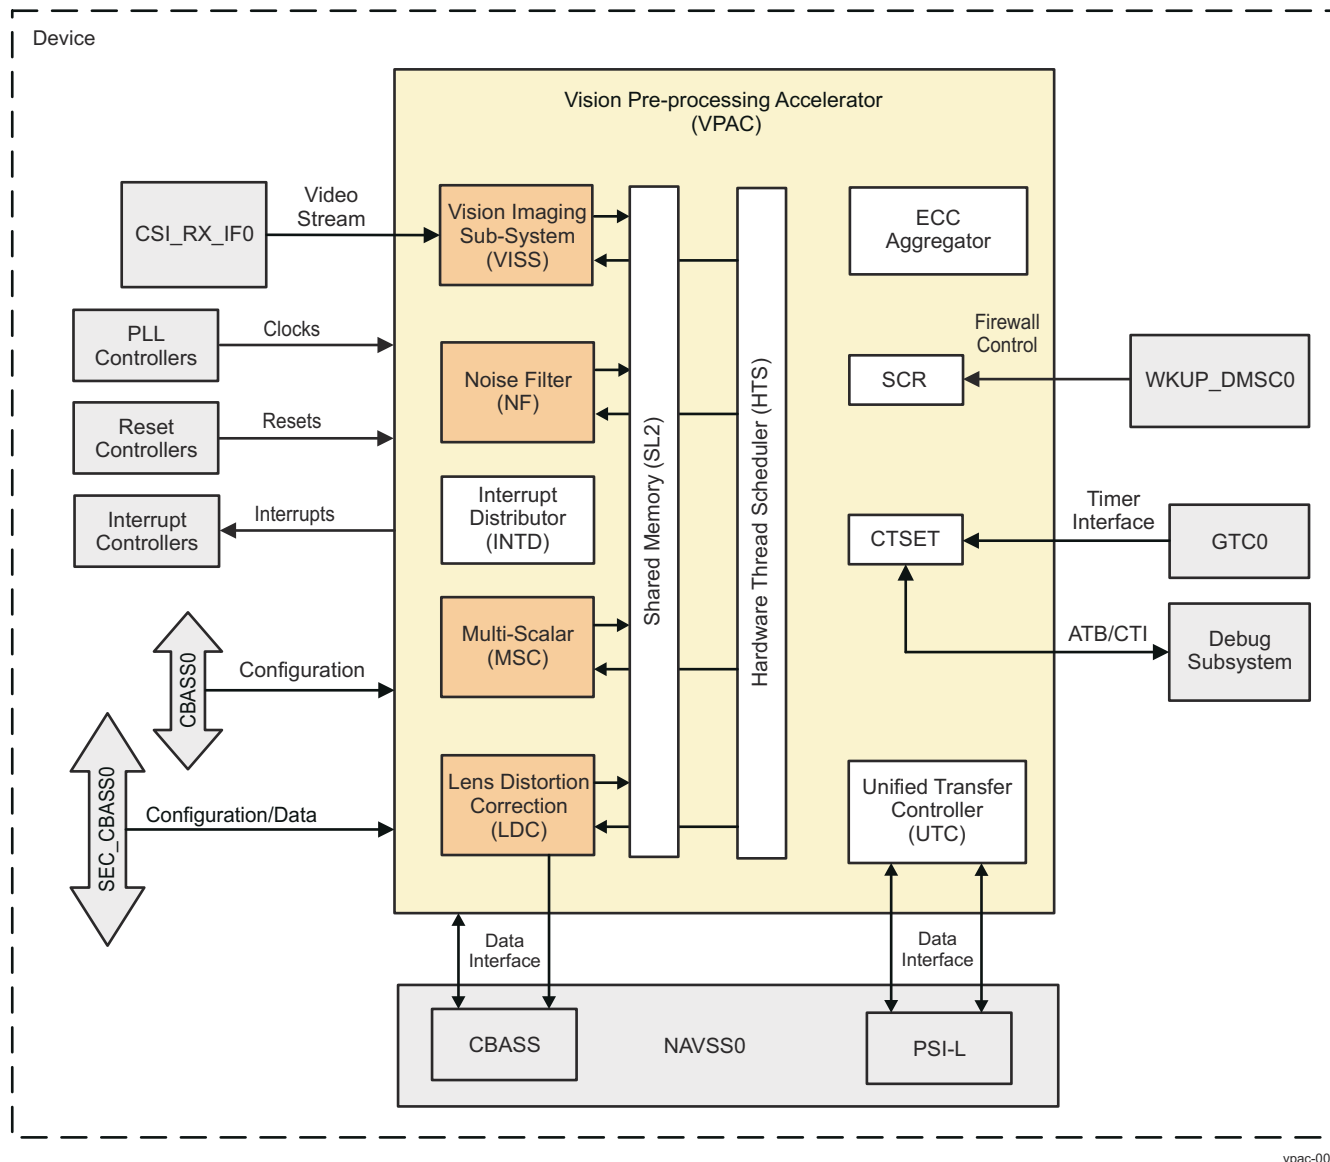 Device
Vision Pre-processing Accelerator
(VPAC)
CSI_RX_IF0
Video
Stream
Vision Imaging
Sub-System
(VISS)
ECC
Aggregator
PLL
Controllers
Clocks
Noise Filter
(NF)
SCR
Firewall
Control
WKUP_DMSC0
Reset
Controllers
Resets
Shared Memory (SL2)
Hardware Thread Scheduler (HTS)
Interrupt
Controllers
Interrupts
Interrupt
Distributor
(INTD)
CTSET
Timer
Interface
GTC0
CBASS0
Configuration
Multi-Scalar
(MSC)
ATB/CTI
Debug
Subsystem
SEC_CBASS0
Configuration/Data
Lens Distortion
Correction
(LDC)
Unified Transfer
Controller
(UTC)
Data
Interface
Data
Interface
CBASS
NAVSS0
PSI-L
vpac-00